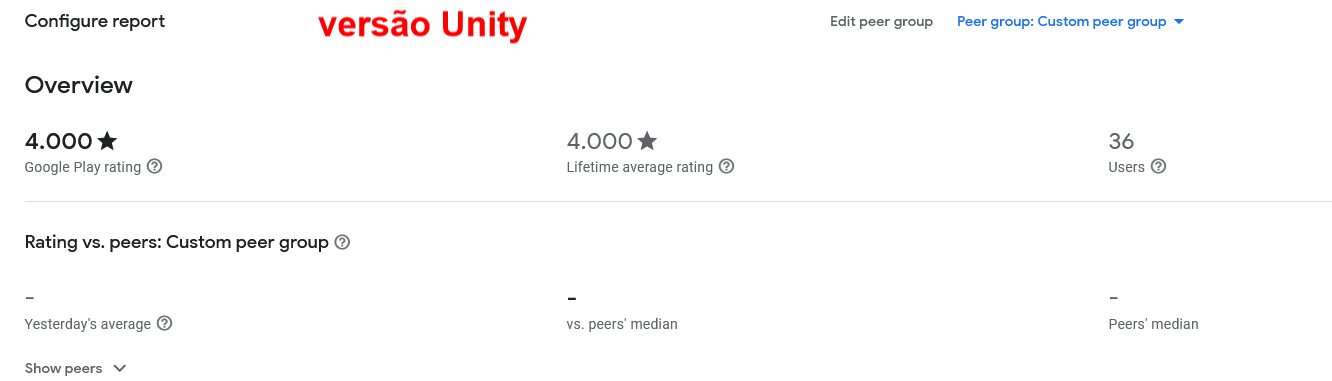 Configure report
versão Unity
Edit peer group
Peer group: Custom peer group
Overview
4.000★
4.000★
36
Google Play rating
Lifetime average rating
Users
Rating vs. peers: Custom peer group
–
-
–
Yesterday's average
vs. peers' median
Peers' median
Show peers